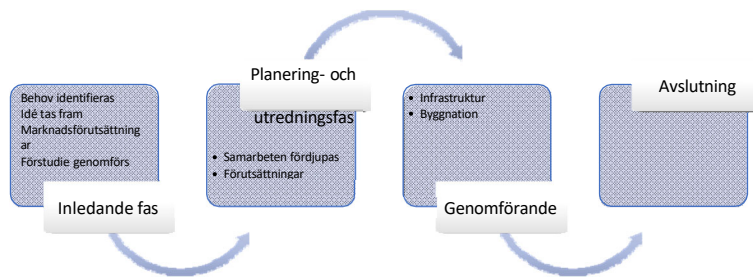 Behov identifieras
Idé tas fram
Marknadsförutsättning
ar
Förstudie genomförs
Inledande fas
Planering- och
utredningsfas
• Samarbeten fördjupas
• Förutsättningar
• Infrastruktur
• Byggnation
Genomförande
Avslutning